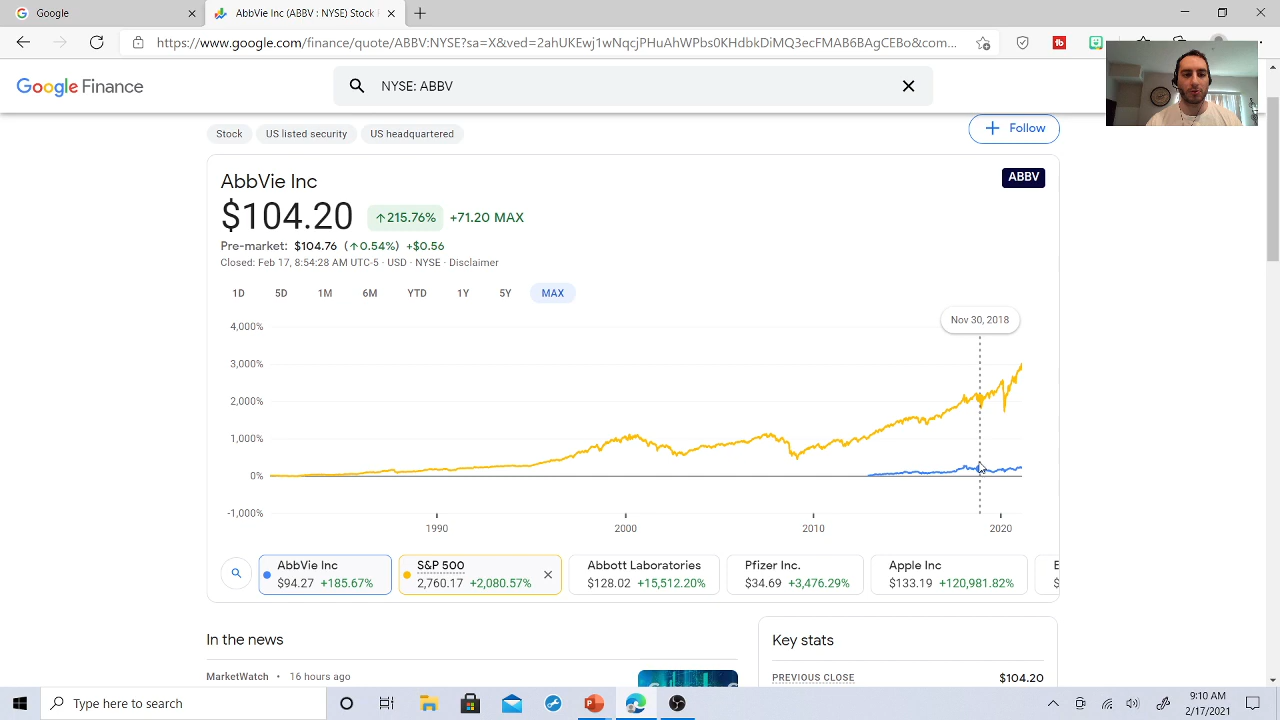 Google
AbbVie Inc (ABBV:NYSE) Stock
https://www.google.com/finance/quote/ABBV:NYSE?sa=X&ved=2ahUKEwj1wNqcjPHuAhWPbs0KHdbkDiMQ3ecFMAB6BAgCEBo&com...
Google Finance
NYSE: ABBV
Stock
US listed security
US headquartered
+ Follow
AbbVie Inc
ABBV
$104.20 ↑215.76% +71.20 MAX
Pre-market: $104.76 (↑0.54%) +$0.56
Closed: Feb 17, 8:54:28 AM UTC-5 · USD · NYSE · Disclaimer
1D 5D 1M 6M YTD 1Y 5Y MAX
Nov 30, 2018
4,000%
3,000%
2,000%
1,000%
0%
-1,000%
1990 2000 2010 2020
AbbVie Inc
$94.27 +185.67%
S&P 500
2,760.17 +2,080.57%
Abbott Laboratories
$128.02 +15,512.20%
Pfizer Inc.
$34.69 +3,476.29%
Apple Inc
$133.19 +120,981.82%
In the news
MarketWatch · 16 hours ago
Key stats
PREVIOUS CLOSE $104.20
Type here to search
9:10 AM
2/17/2021